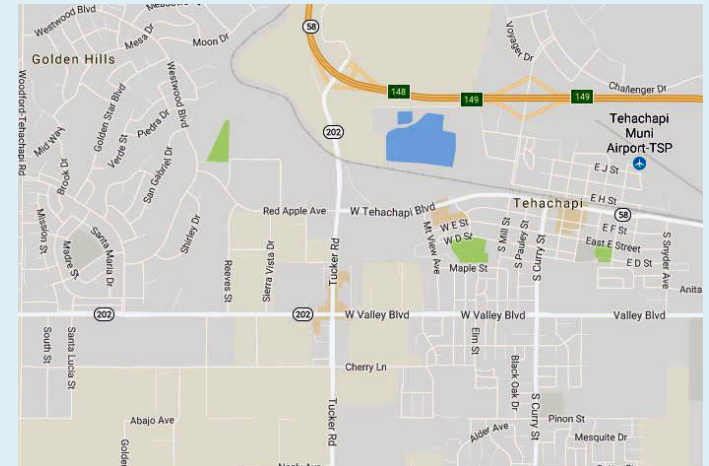 Westwood Blvd
Mesa Dr
Moon Dr
Golden Hills
Woodford-Tehachapi Rd
Westwood Blvd
Golden Star Blvd
Piedra Dr
Verde St
Mid Way
Brook Dr
San Gabriel Dr
Mission St
Madre St
Santa Maria Dr
Shirley Dr
Reeves St
Sierra Vista Dr
Red Apple Ave
202
202
202
58
148
149
149
Voyager Dr
Challenger Dr
Tehachapi
Muni
Airport-TSP
E J St
E H St
Tehachapi
58
W Tehachapi Blvd
W E St
W D St
Mt View Ave
Maple St
S Mill St
S Pauley St
S Curry St
E F St
East E Street
E D St
S Snyder Ave
Anita
Tucker Rd
W Valley Blvd
W Valley Blvd
Valley Blvd
South St
Santa Lucia St
Cherry Ln
Elm St
Black Oak Dr
S Curry St
Abajo Ave
Tucker Rd
Alder Ave
Pinon St
Mesquite Dr